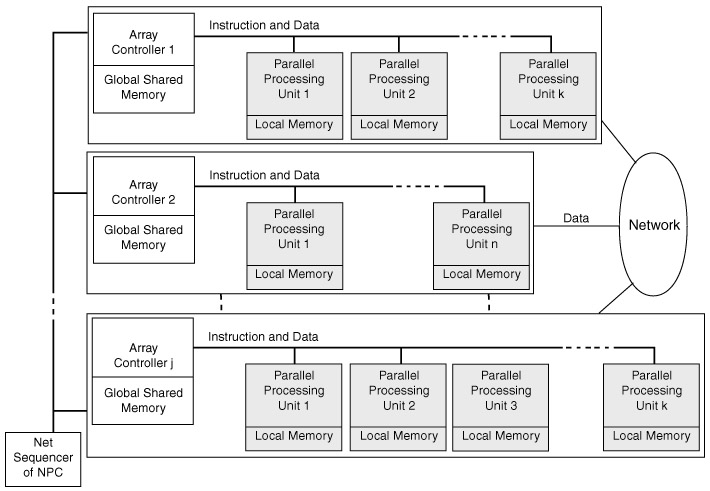 Array
Controller 1
Global Shared
Memory
Instruction and Data
Parallel
Processing
Unit 1
Local Memory
Parallel
Processing
Unit 2
Local Memory
Parallel
Processing
Unit k
Local Memory
Array
Controller 2
Global Shared
Memory
Instruction and Data
Parallel
Processing
Unit 1
Local Memory
Parallel
Processing
Unit n
Local Memory
Data
Network
Array
Controller j
Global Shared
Memory
Instruction and Data
Parallel
Processing
Unit 1
Local Memory
Parallel
Processing
Unit 2
Local Memory
Parallel
Processing
Unit 3
Local Memory
Parallel
Processing
Unit k
Local Memory
Net
Sequencer
of NPC